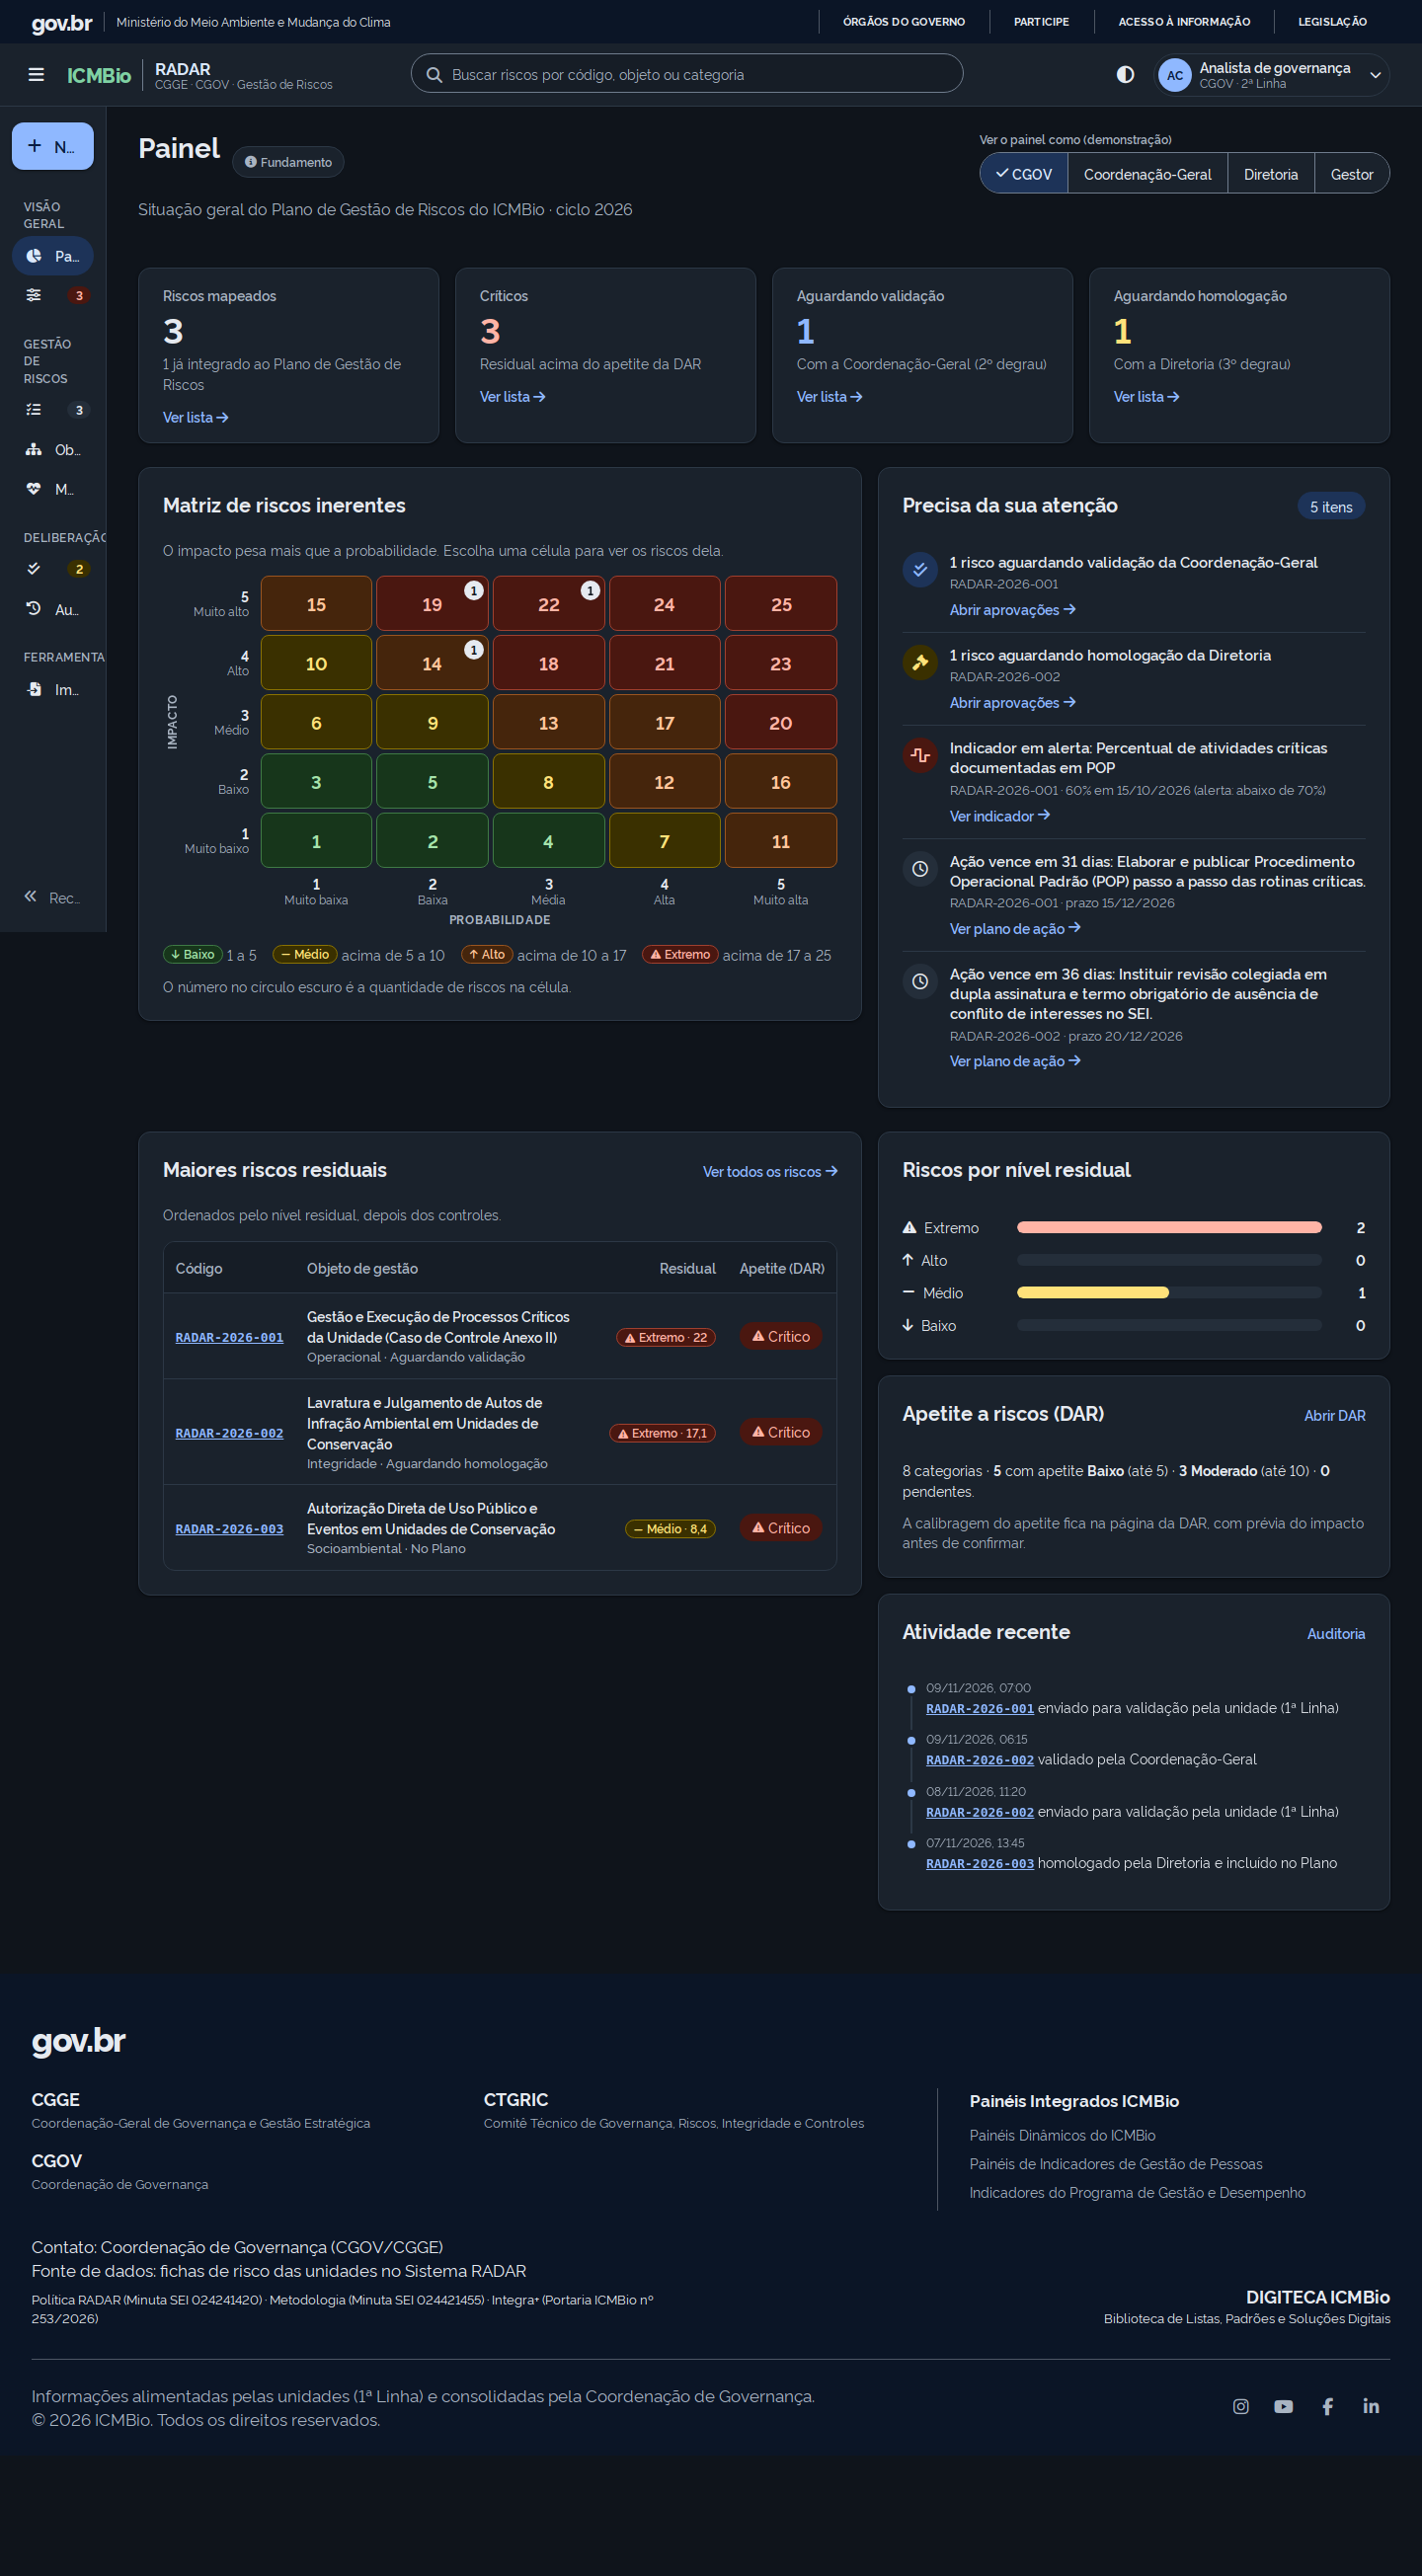 gov.br
Ministério do Meio Ambiente e Mudança do Clima
ÓRGÃOS DO GOVERNO
PARTICIPE
ACESSO À INFORMAÇÃO
LEGISLAÇÃO
ICMBio
RADAR
CGGE · CGOV · Gestão de Riscos
Buscar riscos por código, objeto ou categoria
AC
Analista de governança
CGOV · 2ª Linha
N...
VISÃO
GERAL
Pa...
3
GESTÃO
DE
RISCOS
3
Ob...
M...
DELIBERAÇÃO
2
Au...
FERRAMENTA
Im...
Rec...
Painel
Fundamento
Situação geral do Plano de Gestão de Riscos do ICMBio · ciclo 2026
Ver o painel como (demonstração)
CGOV
Coordenação-Geral
Diretoria
Gestor
Riscos mapeados
3
1 já integrado ao Plano de Gestão de
Riscos
Ver lista
Críticos
3
Residual acima do apetite da DAR
Ver lista
Aguardando validação
1
Com a Coordenação-Geral (2º degrau)
Ver lista
Aguardando homologação
1
Com a Diretoria (3º degrau)
Ver lista
Matriz de riscos inerentes
O impacto pesa mais que a probabilidade. Escolha uma célula para ver os riscos dela.
IMPACTO
5
Muito alto
15
19
1
22
1
24
25
4
Alto
10
14
1
18
21
23
3
Médio
6
9
13
17
20
2
Baixo
3
5
8
12
16
1
Muito baixo
1
2
4
7
11
1
Muito baixa
2
Baixa
3
Média
4
Alta
5
Muito alta
PROBABILIDADE
Baixo 1 a 5
Médio acima de 5 a 10
Alto acima de 10 a 17
Extremo acima de 17 a 25
O número no círculo escuro é a quantidade de riscos na célula.
Precisa da sua atenção
5 itens
1 risco aguardando validação da Coordenação-Geral
RADAR-2026-001
Abrir aprovações
1 risco aguardando homologação da Diretoria
RADAR-2026-002
Abrir aprovações
Indicador em alerta: Percentual de atividades críticas
documentadas em POP
RADAR-2026-001 · 60% em 15/10/2026 (alerta: abaixo de 70%)
Ver indicador
Ação vence em 31 dias: Elaborar e publicar Procedimento
Operacional Padrão (POP) passo a passo das rotinas críticas.
RADAR-2026-001 · prazo 15/12/2026
Ver plano de ação
Ação vence em 36 dias: Instituir revisão colegiada em
dupla assinatura e termo obrigatório de ausência de
conflito de interesses no SEI.
RADAR-2026-002 · prazo 20/12/2026
Ver plano de ação
Maiores riscos residuais
Ver todos os riscos
Ordenados pelo nível residual, depois dos controles.
Código
Objeto de gestão
Residual
Apetite (DAR)
RADAR-2026-001
Gestão e Execução de Processos Críticos
da Unidade (Caso de Controle Anexo II)
Operacional · Aguardando validação
Extremo · 22
Crítico
RADAR-2026-002
Lavratura e Julgamento de Autos de
Infração Ambiental em Unidades de
Conservação
Integridade · Aguardando homologação
Extremo · 17,1
Crítico
RADAR-2026-003
Autorização Direta de Uso Público e
Eventos em Unidades de Conservação
Socioambiental · No Plano
Médio · 8,4
Crítico
Riscos por nível residual
Extremo
2
Alto
0
Médio
1
Baixo
0
Apetite a riscos (DAR)
Abrir DAR
8 categorias · 5 com apetite Baixo (até 5) · 3 Moderado (até 10) · 0
pendentes.
A calibragem do apetite fica na página da DAR, com prévia do impacto
antes de confirmar.
Atividade recente
Auditoria
09/11/2026, 07:00
RADAR-2026-001 enviado para validação pela unidade (1ª Linha)
09/11/2026, 06:15
RADAR-2026-002 validado pela Coordenação-Geral
08/11/2026, 11:20
RADAR-2026-002 enviado para validação pela unidade (1ª Linha)
07/11/2026, 13:45
RADAR-2026-003 homologado pela Diretoria e incluído no Plano
gov.br
CGGE
Coordenação-Geral de Governança e Gestão Estratégica
CGOV
Coordenação de Governança
CTGRIC
Comitê Técnico de Governança, Riscos, Integridade e Controles
Painéis Integrados ICMBio
Painéis Dinâmicos do ICMBio
Painéis de Indicadores de Gestão de Pessoas
Indicadores do Programa de Gestão e Desempenho
Contato: Coordenação de Governança (CGOV/CGGE)
Fonte de dados: fichas de risco das unidades no Sistema RADAR
Política RADAR (Minuta SEI 024241420) · Metodologia (Minuta SEI 024421455) · Integra+ (Portaria ICMBio nº
253/2026)
DIGITECA ICMBio
Biblioteca de Listas, Padrões e Soluções Digitais
Informações alimentadas pelas unidades (1ª Linha) e consolidadas pela Coordenação de Governança.
© 2026 ICMBio. Todos os direitos reservados.